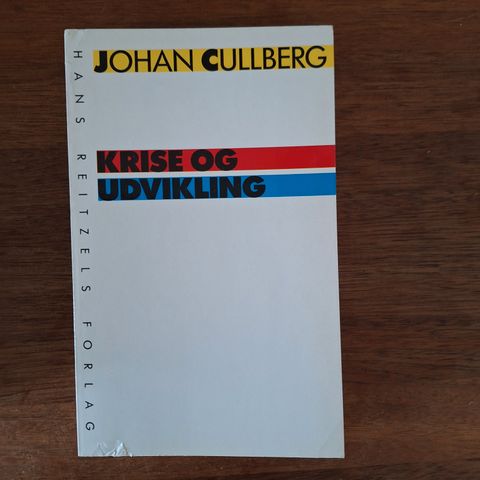 JOHAN CULLBERG
KRISE OG
UDVIKLING
HANS REITZELS FORLAG